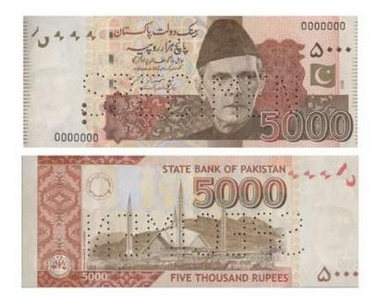 0000000
بینک دولت پاکستان
پانچ ہزار روپیہ
۵۰۰۰
5000
0000000
STATE BANK OF PAKISTAN
5000
5000
FIVE THOUSAND RUPEES
۵۰۰۰